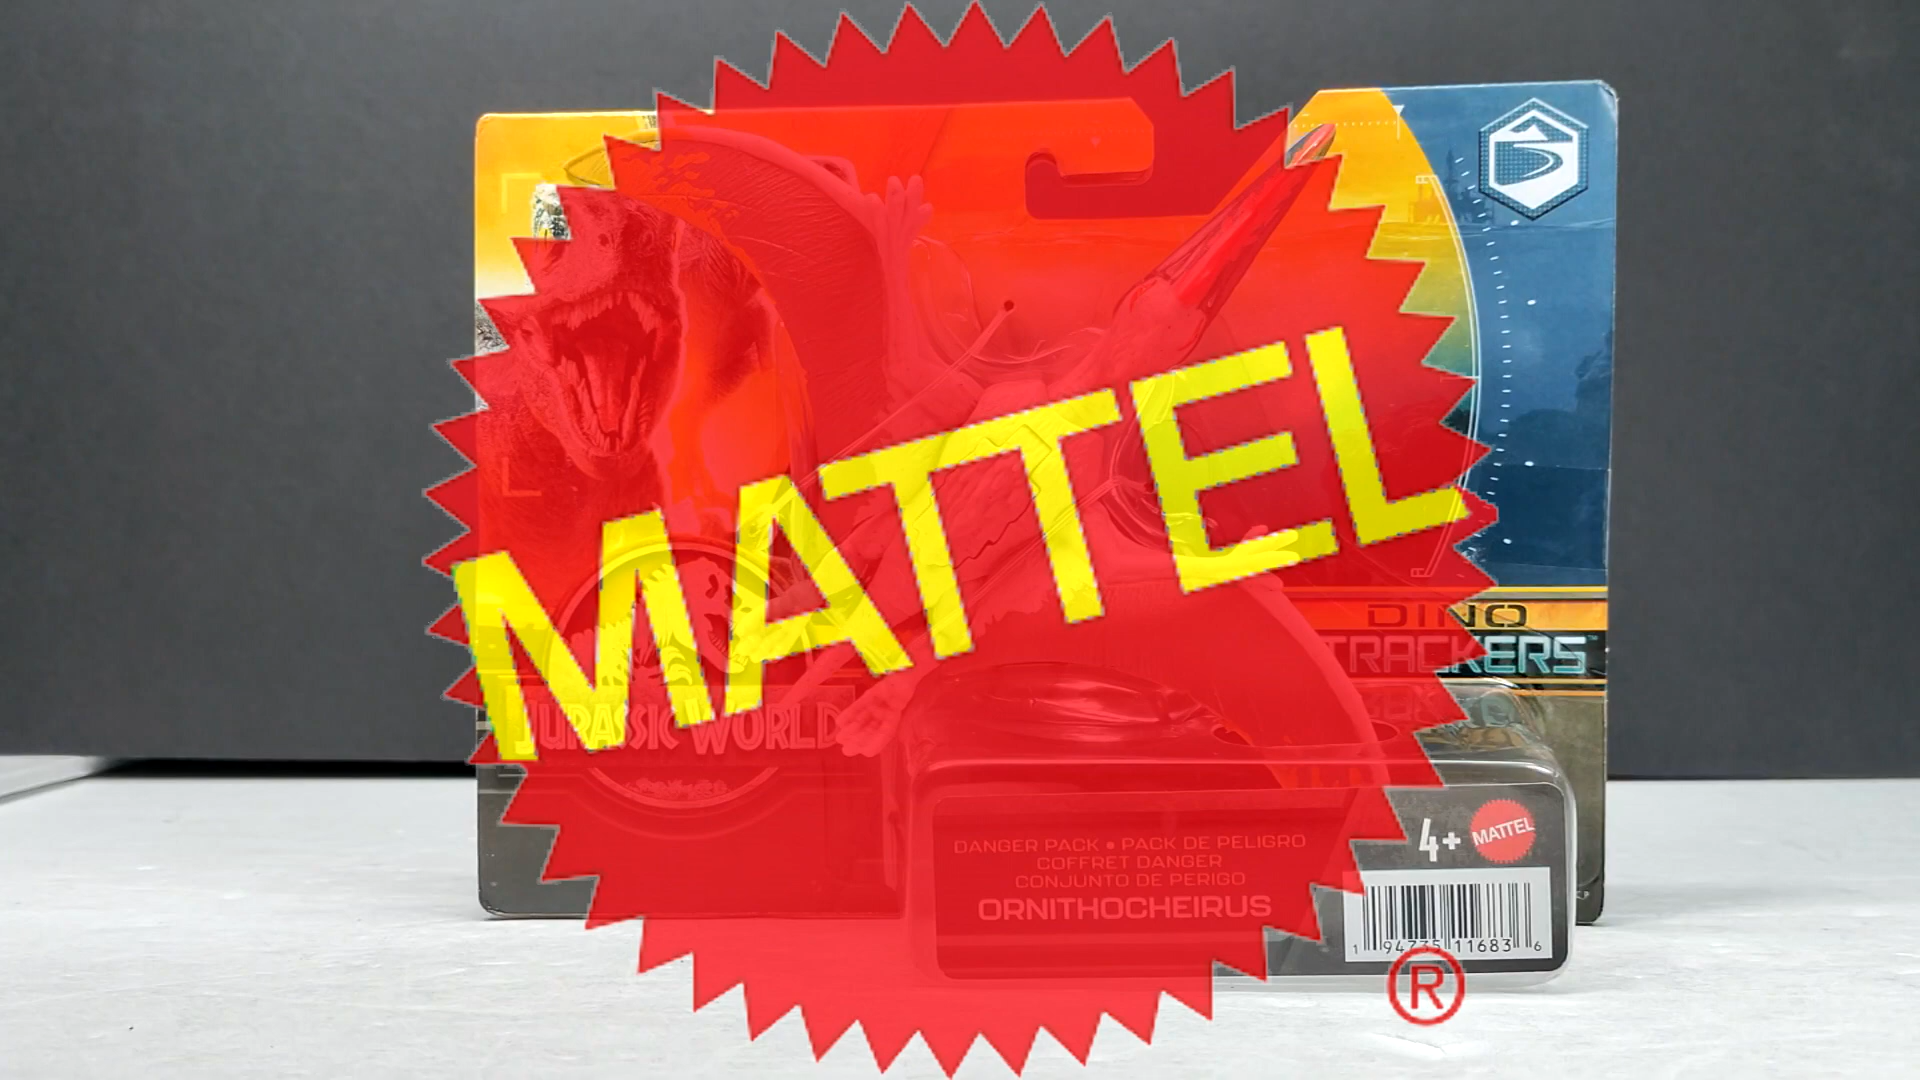 MATTEL
®
JURASSIC WORLD
DINO
TRACKERS
DANGER PACK • PACK DE PELIGRO
COFFRET DANGER
CONJUNTO DE PERIGO
ORNITHOCHEIRUS
4+
MATTEL
1 94735 11683 6